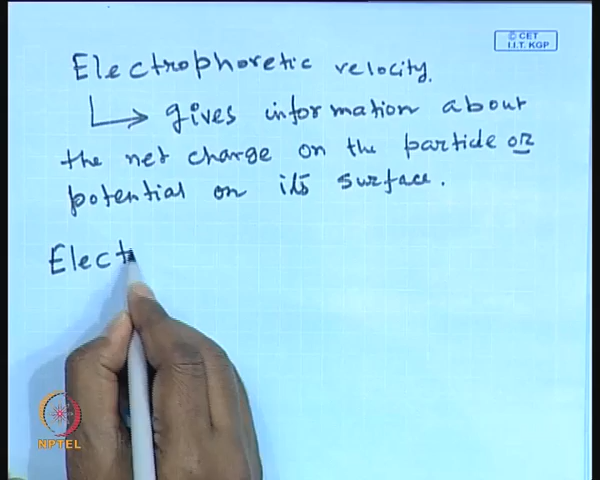 © CET
I.I.T. KGP
Electrophoretic velocity.
gives information about
the net charge on the particle or
potential on its surface.
Elect
NPTEL